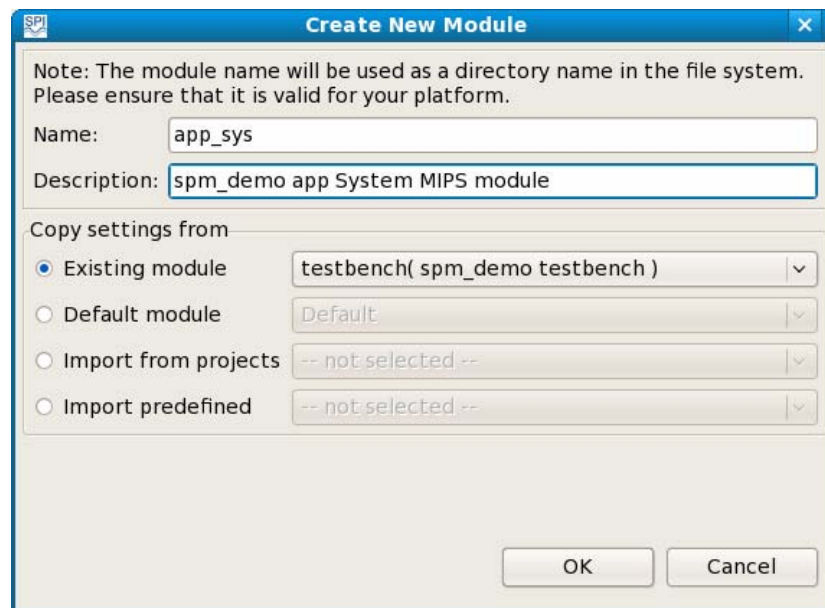 SPI
Create New Module
Note: The module name will be used as a directory name in the file system.
Please ensure that it is valid for your platform.
Name: app_sys
Description: spm_demo app System MIPS module
Copy settings from
Existing module testbench( spm_demo testbench )
Default module Default
Import from projects -- not selected --
Import predefined -- not selected --
OK Cancel